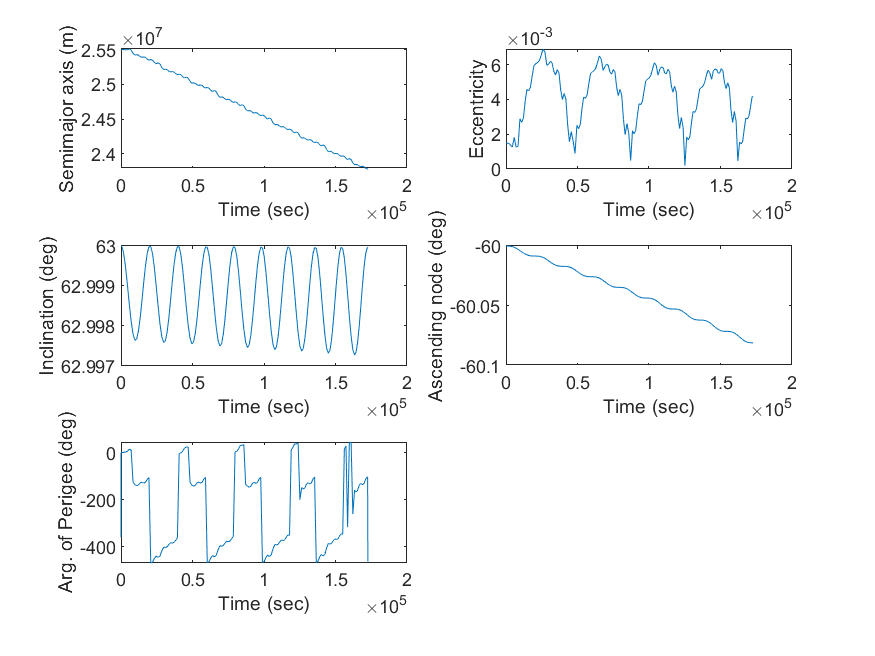 ×10^7
2.55
2.5
2.45
2.4
Semimajor axis (m)
0 0.5 1 1.5 2
Time (sec)
×10^5
×10^-3
6
4
2
0
Eccentricity
0 0.5 1 1.5 2
Time (sec)
×10^5
63
62.999
62.998
62.997
Inclination (deg)
0 0.5 1 1.5 2
Time (sec)
×10^5
-60
-60.05
-60.1
Ascending node (deg)
0 0.5 1 1.5 2
Time (sec)
×10^5
0
-200
-400
Arg. of Perigee (deg)
0 0.5 1 1.5 2
Time (sec)
×10^5